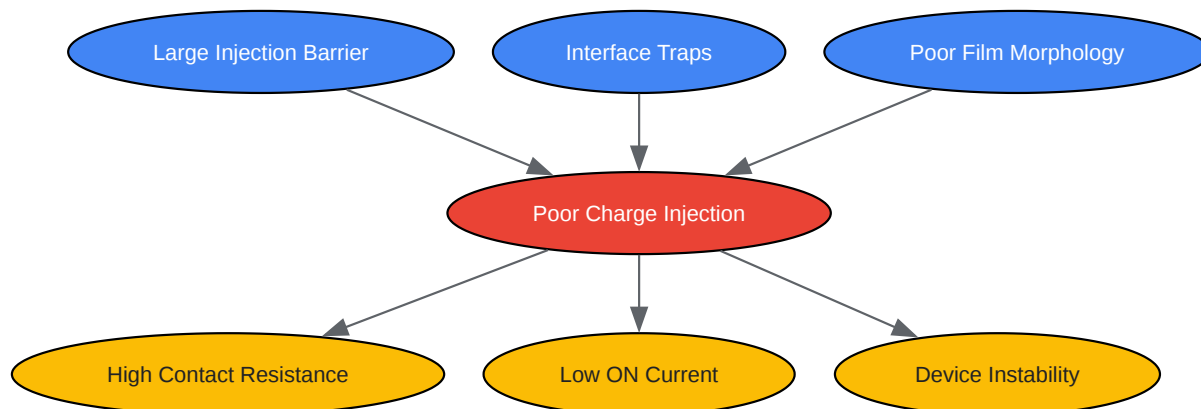 Large Injection Barrier
Interface Traps
Poor Film Morphology
Poor Charge Injection
High Contact Resistance
Low ON Current
Device Instability